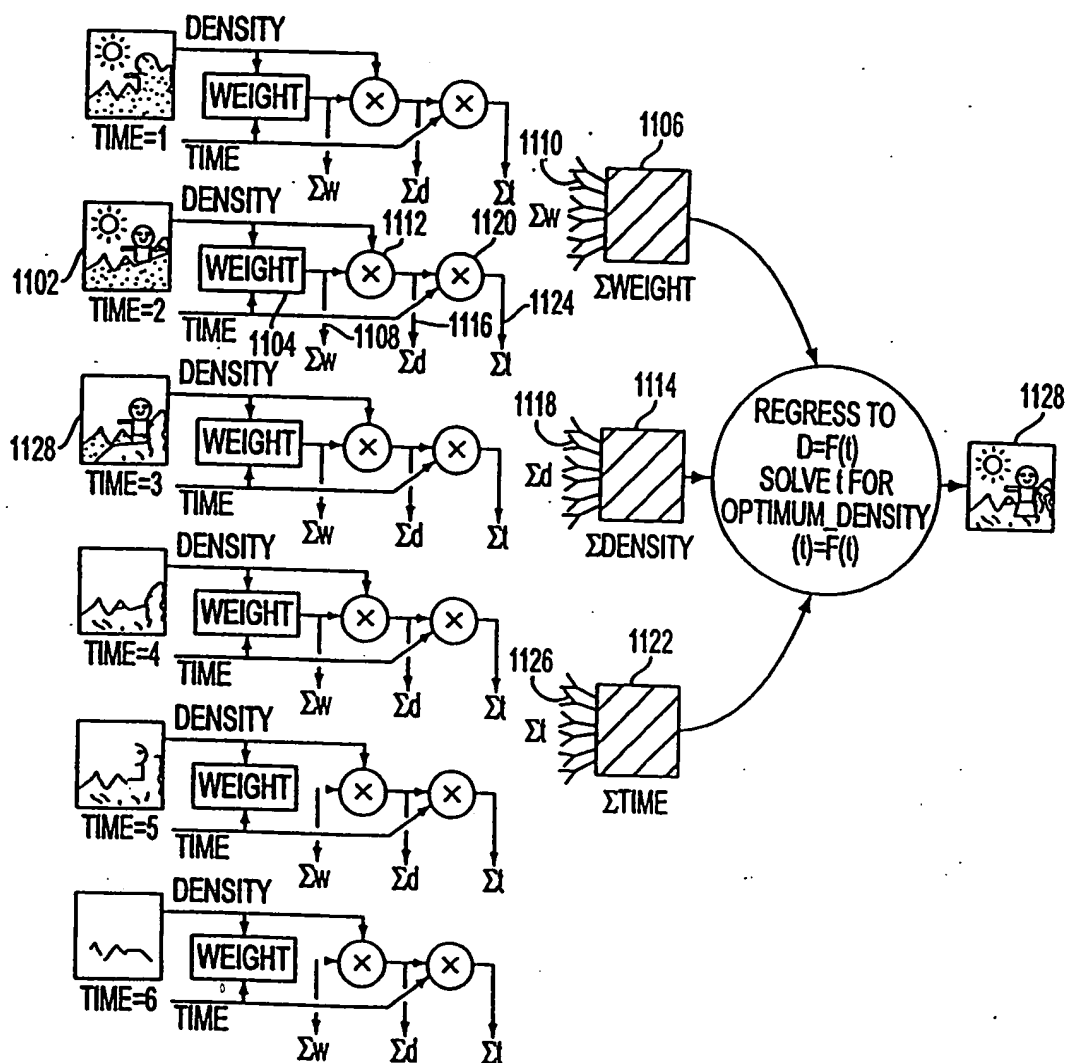 DENSITY
WEIGHT
TIME=1
TIME
Σw
Σd
Σt
DENSITY
1112
1120
1102
WEIGHT
TIME=2
TIME
1104
1108
1116
1124
Σw
Σd
Σt
DENSITY
1128
WEIGHT
TIME=3
TIME
Σw
Σd
Σt
DENSITY
WEIGHT
TIME=4
TIME
Σw
Σd
Σt
DENSITY
WEIGHT
TIME=5
TIME
Σw
Σd
Σt
DENSITY
WEIGHT
TIME=6
TIME
Σw
Σd
Σt
1110
1106
Σw
ΣWEIGHT
1118
1114
Σd
ΣDENSITY
1126
1122
Σt
ΣTIME
REGRESS TO
D=F(t)
SOLVE t FOR
OPTIMUM_DENSITY
(t)=F(t)
1128